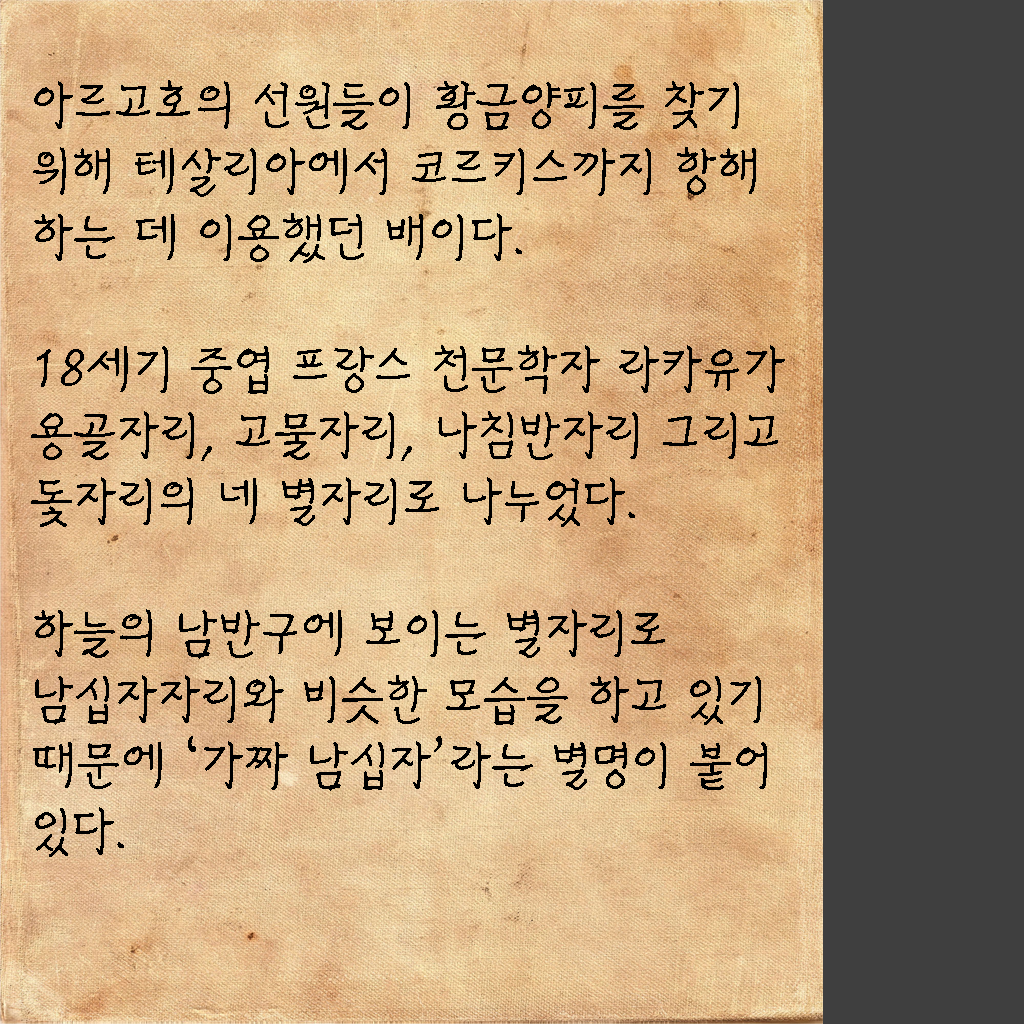 아르고호의 선원들이 황금양피를 찾기
위해 테살리아에서 코르키스까지 항해
하는 데 이용했던 배이다.
18세기 중엽 프랑스 천문학자 라카유가
용골자리, 고물자리, 나침반자리 그리고
돛자리의 네 별자리로 나누었다.
하늘의 남반구에 보이는 별자리로
남십자자리와 비슷한 모습을 하고 있기
때문에 ‘가짜 남십자’라는 별명이 붙어
있다.